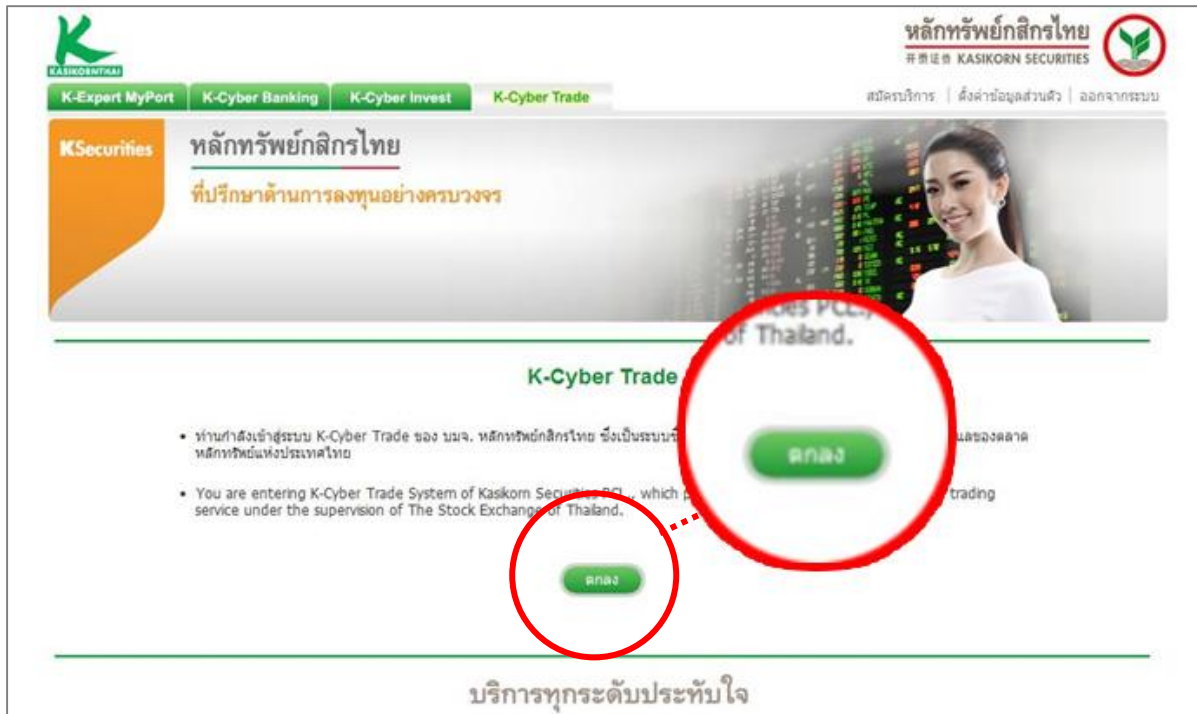 KASIKORNTHAI
หลักทรัพย์กสิกรไทย
开泰证券 KASIKORN SECURITIES
K-Expert MyPort K-Cyber Banking K-Cyber Invest K-Cyber Trade
สมัครบริการ | ตั้งค่าข้อมูลส่วนตัว | ออกจากระบบ
KSecurities
หลักทรัพย์กสิกรไทย
ที่ปรึกษาด้านการลงทุนอย่างครบวงจร
of Thailand.
K-Cyber Trade
• ท่านกำลังเข้าสู่ระบบ K-Cyber Trade ของ บมจ. หลักทรัพย์กสิกรไทย ซึ่งเป็นระบบ
หลักทรัพย์แห่งประเทศไทย
• You are entering K-Cyber Trade System of Kasikorn Securities PCL., which trading
service under the supervision of The Stock Exchange of Thailand.
ตกลง
ตกลง
บริการทุกระดับประทับใจ